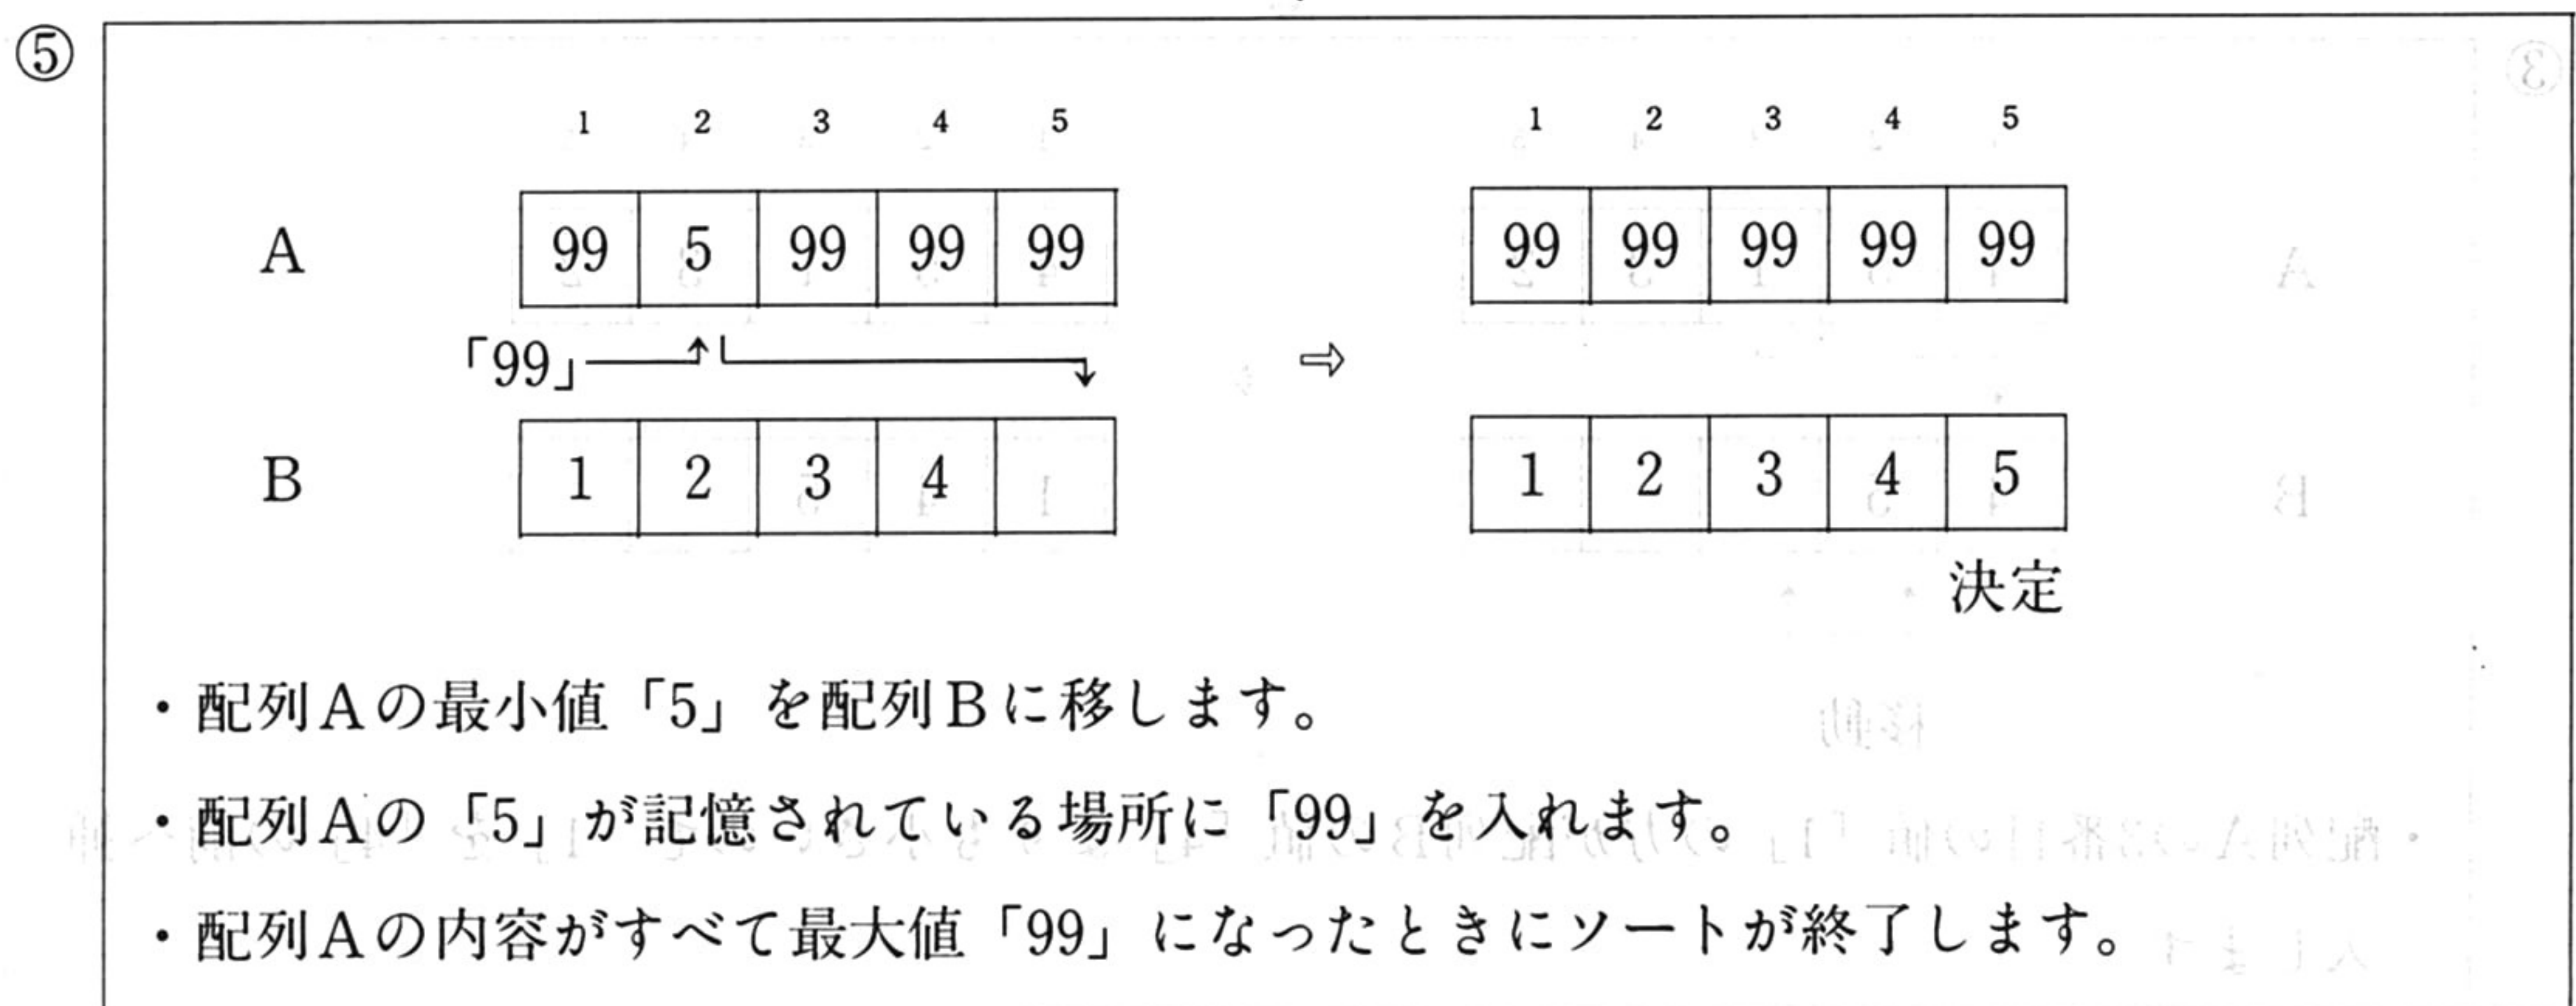 ⑤
1 2 3 4 5 1 2 3 4 5
A 99 5 99 99 99 99 99 99 99 99
「99」 ⇨
B 1 2 3 4 1 2 3 4 5
決定
・配列Aの最小値「5」を配列Bに移します。
・配列Aの「5」が記憶されている場所に「99」を入れます。
・配列Aの内容がすべて最大値「99」になったときにソートが終了します。